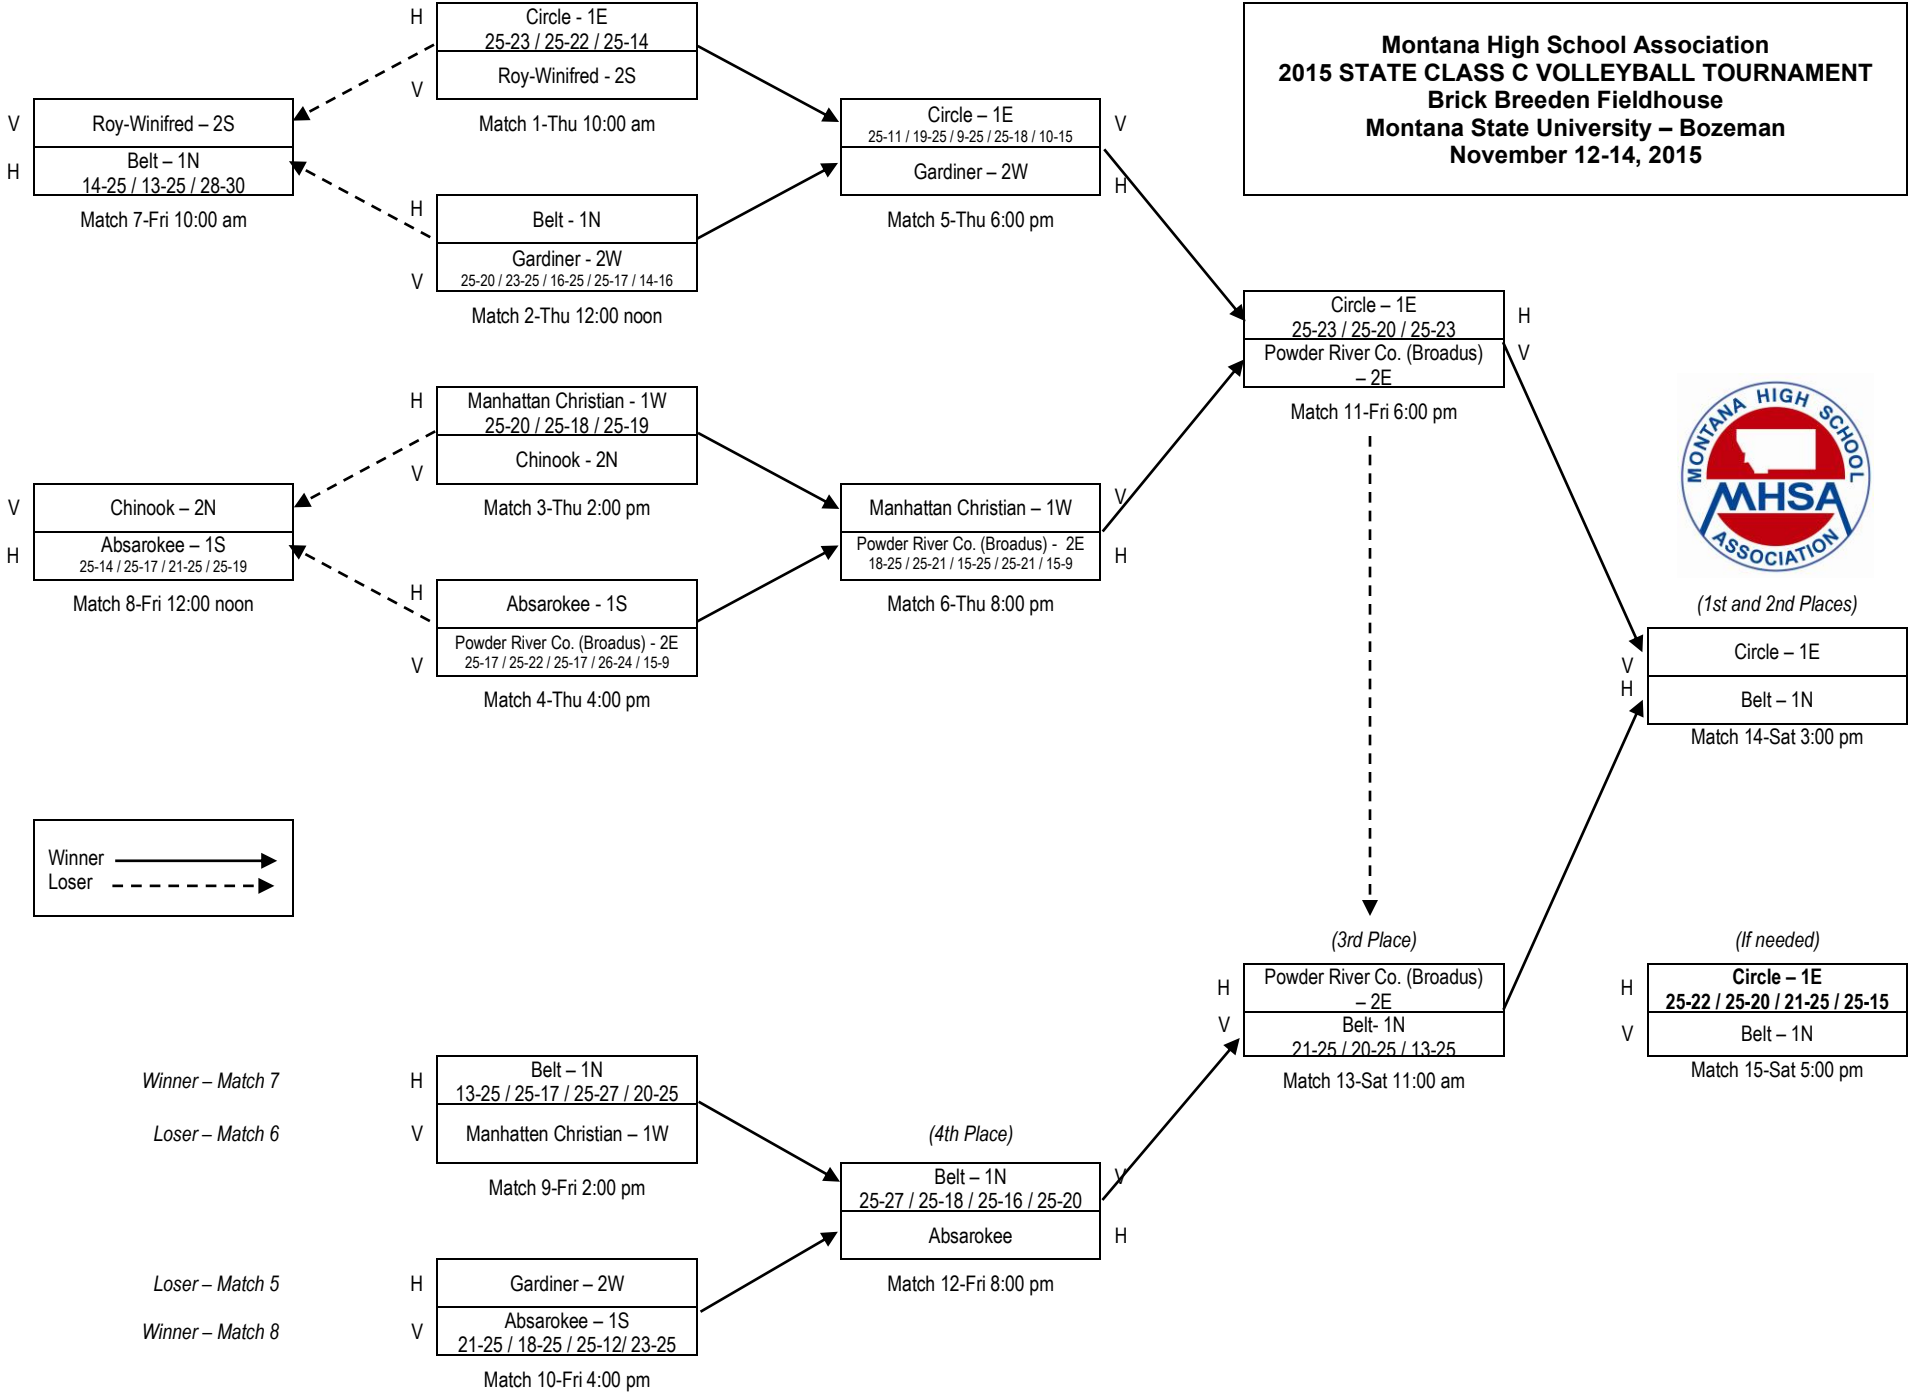 Montana High School Association
2015 STATE CLASS C VOLLEYBALL TOURNAMENT
Brick Breeden Fieldhouse
Montana State University – Bozeman
November 12-14, 2015
H
Circle - 1E
25-23 / 25-22 / 25-14
V
Roy-Winifred - 2S
Match 1-Thu 10:00 am
V
Roy-Winifred – 2S
H
Belt – 1N
14-25 / 13-25 / 28-30
Match 7-Fri 10:00 am
H
Belt - 1N
V
Gardiner - 2W
25-20 / 23-25 / 16-25 / 25-17 / 14-16
Match 2-Thu 12:00 noon
Circle – 1E
25-11 / 19-25 / 9-25 / 25-18 / 10-15
V
Gardiner – 2W
H
Match 5-Thu 6:00 pm
Circle – 1E
25-23 / 25-20 / 25-23
H
Powder River Co. (Broadus)
– 2E
V
Match 11-Fri 6:00 pm
H
Manhattan Christian - 1W
25-20 / 25-18 / 25-19
V
Chinook - 2N
Match 3-Thu 2:00 pm
V
Chinook – 2N
H
Absarokee – 1S
25-14 / 25-17 / 21-25 / 25-19
Match 8-Fri 12:00 noon
H
Absarokee - 1S
V
Powder River Co. (Broadus) - 2E
25-17 / 25-22 / 25-17 / 26-24 / 15-9
Match 4-Thu 4:00 pm
Manhattan Christian – 1W
V
Powder River Co. (Broadus) - 2E
18-25 / 25-21 / 15-25 / 25-21 / 15-9
H
Match 6-Thu 8:00 pm
MONTANA HIGH SCHOOL
MHSA
ASSOCIATION
(1st and 2nd Places)
V
Circle – 1E
H
Belt – 1N
Match 14-Sat 3:00 pm
Winner
Loser
(3rd Place)
H
Powder River Co. (Broadus)
– 2E
V
Belt- 1N
21-25 / 20-25 / 13-25
Match 13-Sat 11:00 am
(If needed)
H
Circle – 1E
25-22 / 25-20 / 21-25 / 25-15
V
Belt – 1N
Match 15-Sat 5:00 pm
Winner – Match 7
H
Belt – 1N
13-25 / 25-17 / 25-27 / 20-25
Loser – Match 6
V
Manhatten Christian – 1W
Match 9-Fri 2:00 pm
(4th Place)
Belt – 1N
25-27 / 25-18 / 25-16 / 25-20
V
Absarokee
H
Match 12-Fri 8:00 pm
Loser – Match 5
H
Gardiner – 2W
Winner – Match 8
V
Absarokee – 1S
21-25 / 18-25 / 25-12/ 23-25
Match 10-Fri 4:00 pm